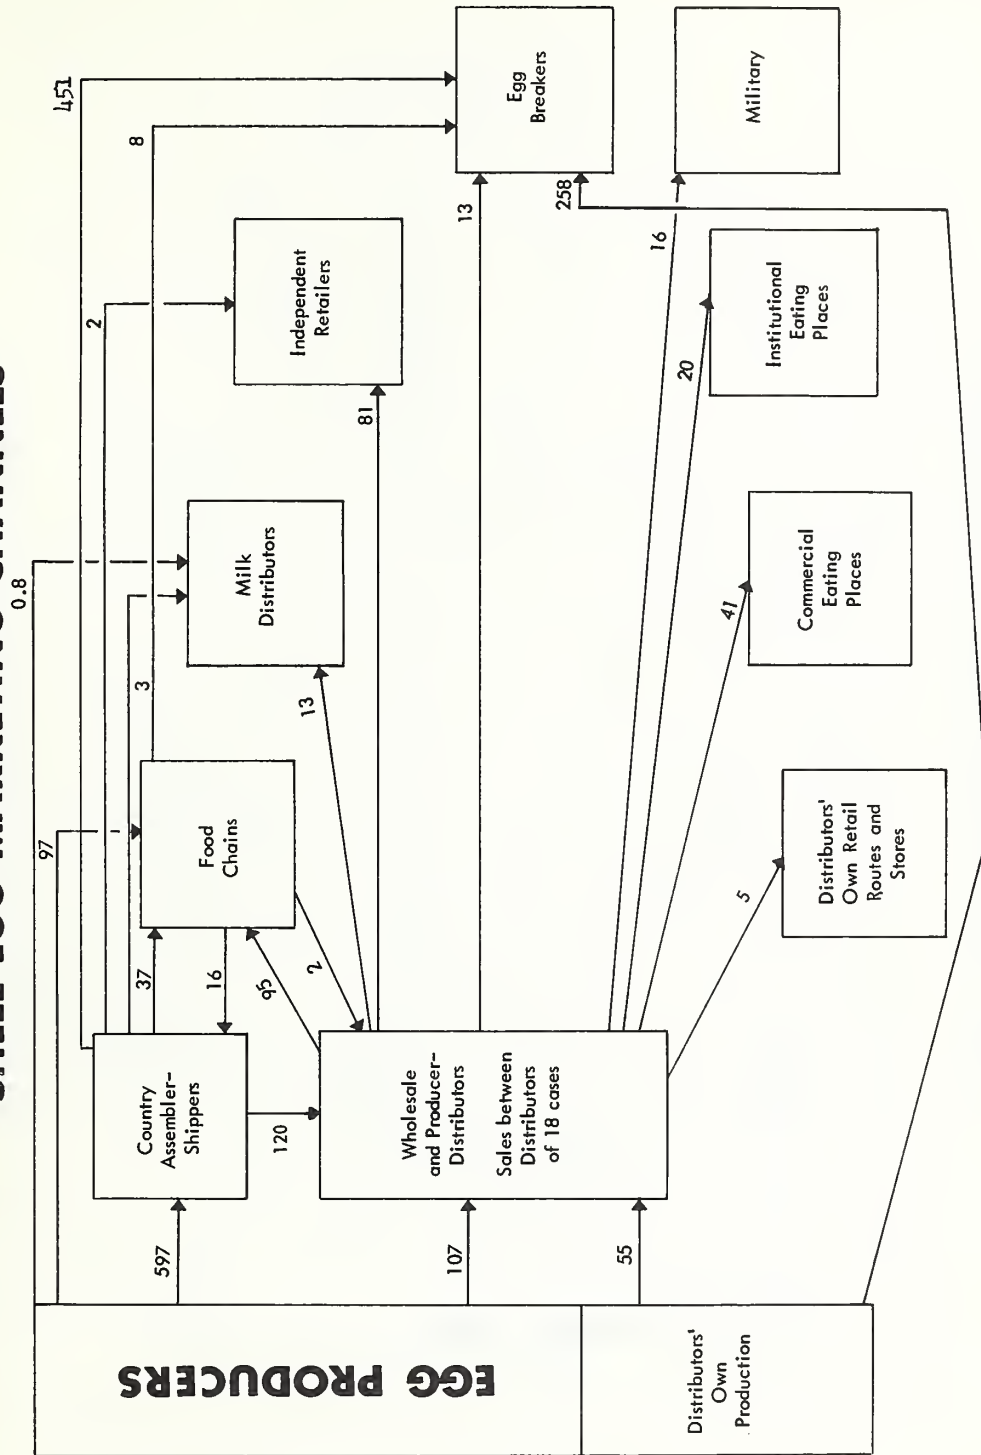 0.8
97
451
2
8
3
37
16
Country
Assembler-
Shippers
Food
Chains
Milk
Distributors
Independent
Retailers
Egg
Breakers
597
120
95
2
13
81
13
258
EGG PRODUCERS
107
55
Wholesale
and Producer-
Distributors
Sales between
Distributors
of 18 cases
16
20
41
5
Military
Institutional
Eating
Places
Commercial
Eating
Places
Distributors'
Own Retail
Routes and
Stores
Distributors'
Own
Production